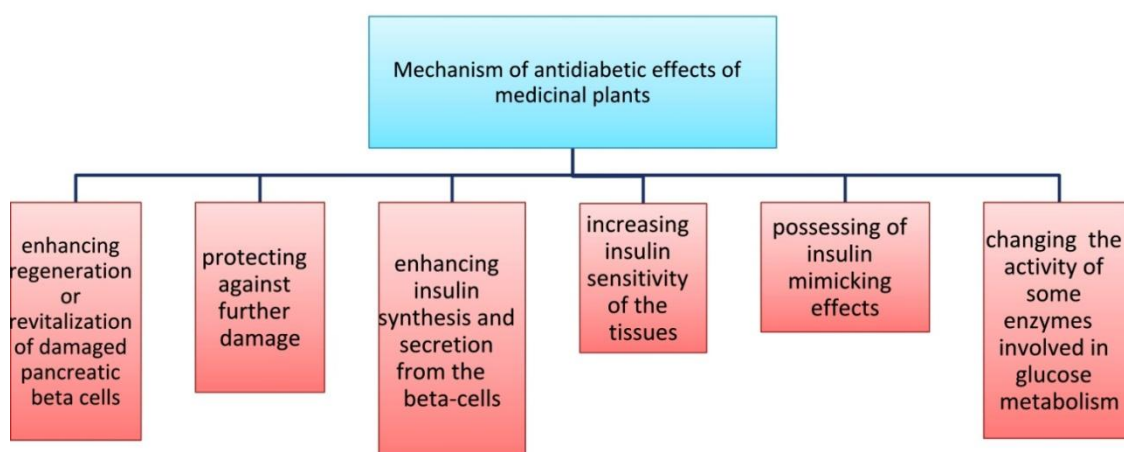 Mechanism of antidiabetic effects of
medicinal plants
enhancing
regeneration
or
revitalization
of damaged
pancreatic
beta cells
protecting
against
further
damage
enhancing
insulin
synthesis and
secretion
from the
beta-cells
increasing
insulin
sensitivity
of the
tissues
possessing of
insulin
mimicking
effects
changing the
activity of
some
enzymes
involved in
glucose
metabolism